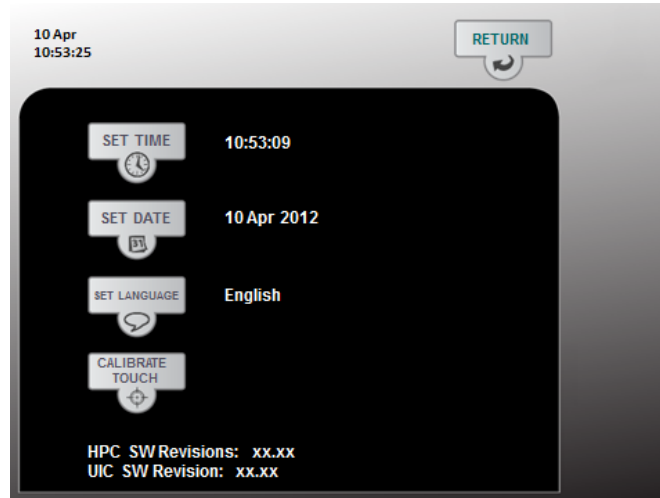 10 Apr
10:53:25
RETURN
SET TIME
10:53:09
SET DATE
31
10 Apr 2012
SET LANGUAGE
English
CALIBRATE
TOUCH
HPC SW Revisions: xx.xx
UIC SW Revision: xx.xx